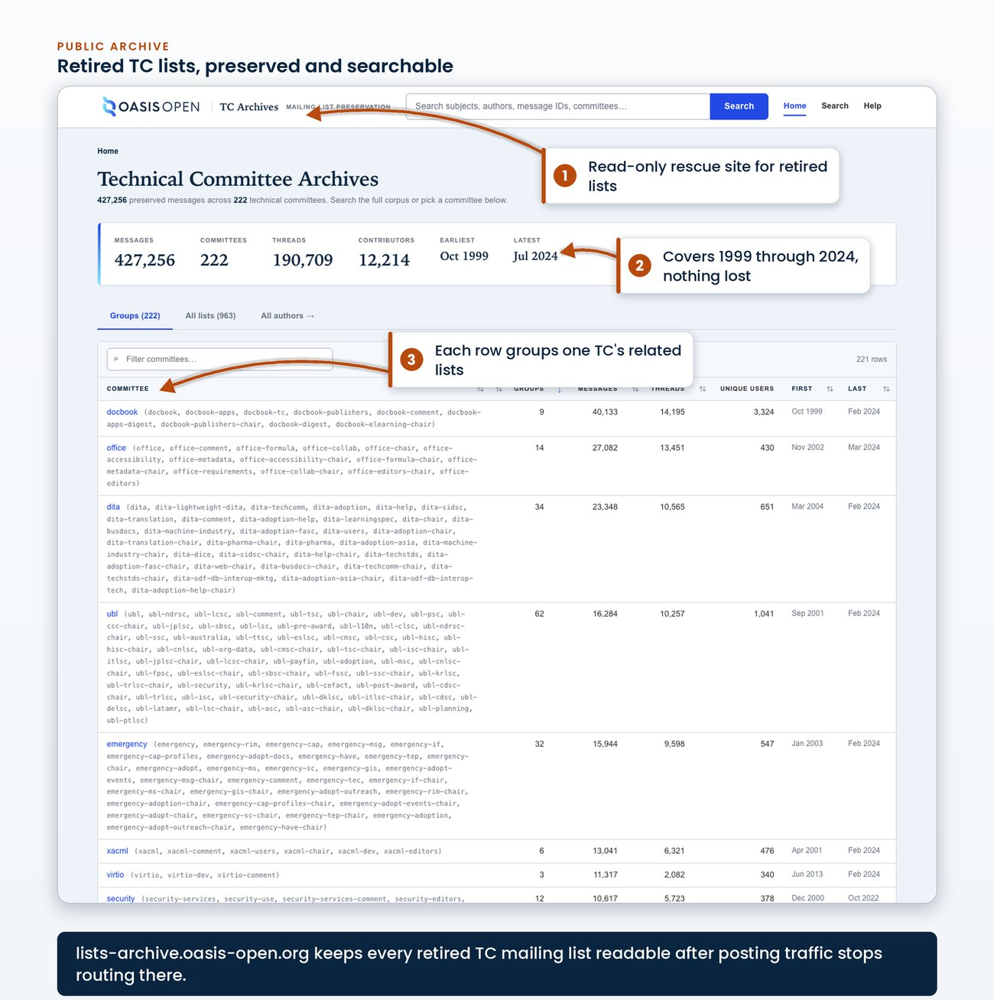 PUBLIC ARCHIVE
Retired TC lists, preserved and searchable
OASIS OPEN
TC Archives
MAILING LIST PRESERVATION
Search subjects, authors, message IDs, committees…
Search
Home
Search
Help
Home
1
Read-only rescue site for retired
lists
Technical Committee Archives
427,256 preserved messages across 222 technical committees. Search the full corpus or pick a committee below.
MESSAGES
427,256
COMMITTEES
222
THREADS
190,709
CONTRIBUTORS
12,214
EARLIEST
Oct 1999
LATEST
Jul 2024
2
Covers 1999 through 2024,
nothing lost
Groups (222)
All lists (963)
All authors →
3
Each row groups one TC's related
lists
Filter committees…
221 rows
COMMITTEE GROUPS MESSAGES THREADS UNIQUE USERS FIRST LAST
docbook (docbook, docbook-apps, docbook-tc, docbook-publishers, docbook-comment, docbook- 9 40,133 14,195 3,324 Oct 1999 Feb 2024
apps-digest, docbook-publishers-chair, docbook-digest, docbook-elearning-chair)
office (office, office-comment, office-formula, office-collab, office-chair, office- 14 27,082 13,451 430 Nov 2002 Mar 2024
accessibility, office-metadata, office-accessibility-chair, office-formula-chair, office-
metadata-chair, office-requirements, office-collab-chair, office-editors-chair, office-
editors)
dita (dita, dita-lightweight-dita, dita-techcomm, dita-adoption, dita-help, dita-sidsc, 34 23,348 10,565 651 Mar 2004 Feb 2024
dita-translation, dita-comment, dita-adoption-help, dita-learningspec, dita-chair, dita-
busdocs, dita-machine-industry, dita-adoption-fasc, dita-users, dita-adoption-chair,
dita-translation-chair, dita-pharma-chair, dita-pharma, dita-adoption-asia, dita-machine-
industry-chair, dita-dice, dita-sidsc-chair, dita-help-chair, dita-techstds, dita-
adoption-fasc-chair, dita-web-chair, dita-busdocs-chair, dita-techcomm-chair, dita-
techstds-chair, dita-odf-db-interop-mktg, dita-adoption-asia-chair, dita-odf-db-interop-
tech, dita-adoption-help-chair)
ubl (ubl, ubl-ndrsc, ubl-lcsc, ubl-comment, ubl-tsc, ubl-chair, ubl-dev, ubl-psc, ubl- 62 16,284 10,257 1,041 Sep 2001 Feb 2024
csc-chair, ubl-jplsc, ubl-sbsc, ubl-lsc, ubl-pre-award, ubl-l10n, ubl-clsc, ubl-ndrsc-
chair, ubl-ssc, ubl-australia, ubl-ttsc, ubl-eslsc, ubl-cmsc, ubl-csc, ubl-hisc, ubl-
hisc-chair, ubl-cnlsc, ubl-org-data, ubl-cmsc-chair, ubl-tsc-chair, ubl-isc-chair, ubl-
itlsc, ubl-jplsc-chair, ubl-lcsc-chair, ubl-payfin, ubl-adoption, ubl-msc, ubl-cnlsc-
chair, ubl-fpsc, ubl-eslsc-chair, ubl-sbsc-chair, ubl-fssc, ubl-ssc-chair, ubl-krlsc,
ubl-trlsc-chair, ubl-security, ubl-krlsc-chair, ubl-cefact, ubl-post-award, ubl-cdsc-
chair, ubl-trlsc, ubl-isc, ubl-security-chair, ubl-dklsc, ubl-itlsc-chair, ubl-cdsc, ubl-
delsc, ubl-latamr, ubl-lsc-chair, ubl-asc, ubl-asc-chair, ubl-dklsc-chair, ubl-planning,
ubl-ptlsc)
emergency (emergency, emergency-rim, emergency-cap, emergency-msg, emergency-if, 32 15,944 9,598 547 Jan 2003 Feb 2024
emergency-cap-profiles, emergency-adopt-docs, emergency-have, emergency-tep, emergency-
chair, emergency-adopt, emergency-ms, emergency-sc, emergency-gis, emergency-adopt-
events, emergency-msg-chair, emergency-comment, emergency-tec, emergency-if-chair,
emergency-ms-chair, emergency-gis-chair, emergency-adopt-outreach, emergency-rim-chair,
emergency-adoption-chair, emergency-cap-profiles-chair, emergency-adopt-events-chair,
emergency-adopt-chair, emergency-sc-chair, emergency-tep-chair, emergency-adoption,
emergency-adopt-outreach-chair, emergency-have-chair)
xacml (xacml, xacml-comment, xacml-users, xacml-chair, xacml-dev, xacml-editors) 6 13,041 6,321 476 Apr 2001 Feb 2024
virtio (virtio, virtio-dev, virtio-comment) 3 11,317 2,082 340 Jun 2013 Feb 2024
security (security-services, security-use, security-services-comment, security-editors, 12 10,617 5,723 378 Dec 2000 Oct 2022
lists-archive.oasis-open.org keeps every retired TC mailing list readable after posting traffic stops
routing there.